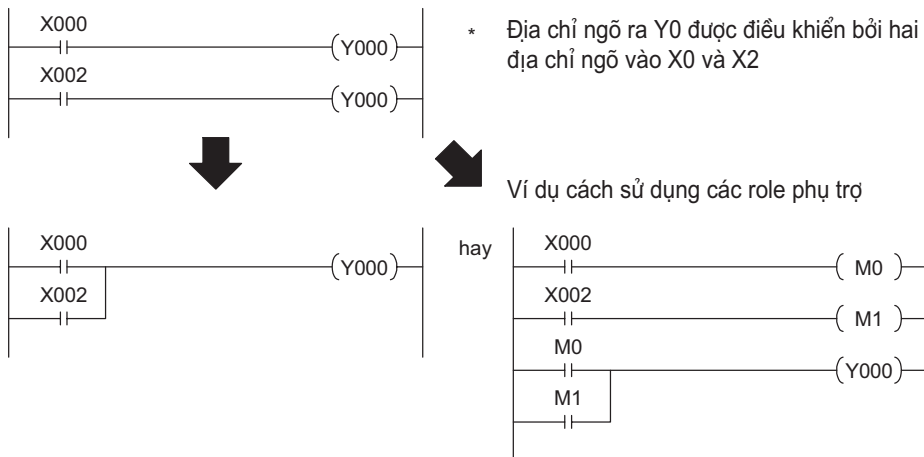 X000
(Y000)
X002
(Y000)
* Địa chỉ ngõ ra Y0 được điều khiển bởi hai
địa chỉ ngõ vào X0 và X2
Ví dụ cách sử dụng các role phụ trợ
X000
(Y000)
X002
hay
X000
( M0 )
X002
( M1 )
M0
(Y000)
M1